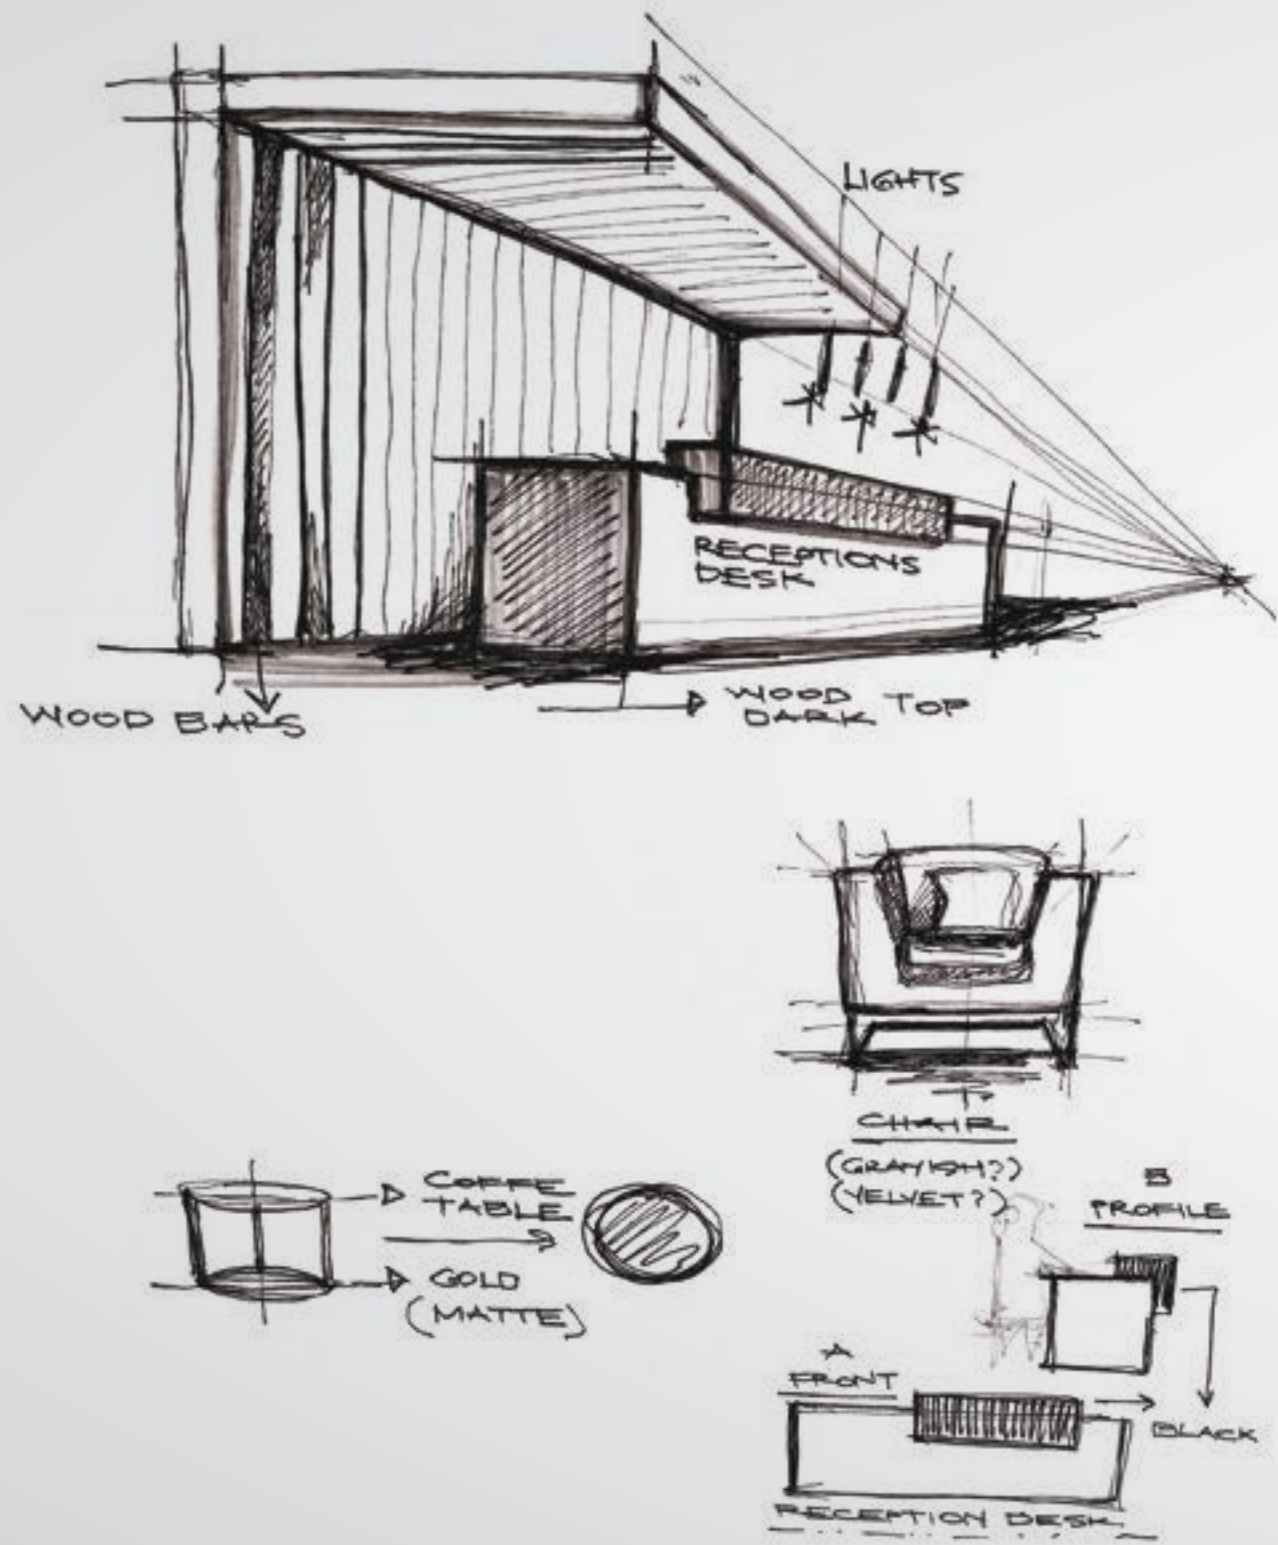 LIGHTS
RECEPTIONS
DESK
WOOD BARS
WOOD TOP
DARK
CHAIR
(GRAYISH?)
(VELVET?)
COFFE
TABLE
GOLD
(MATTE)
B
PROFILE
A
FRONT
BLACK
RECEPTION DESK